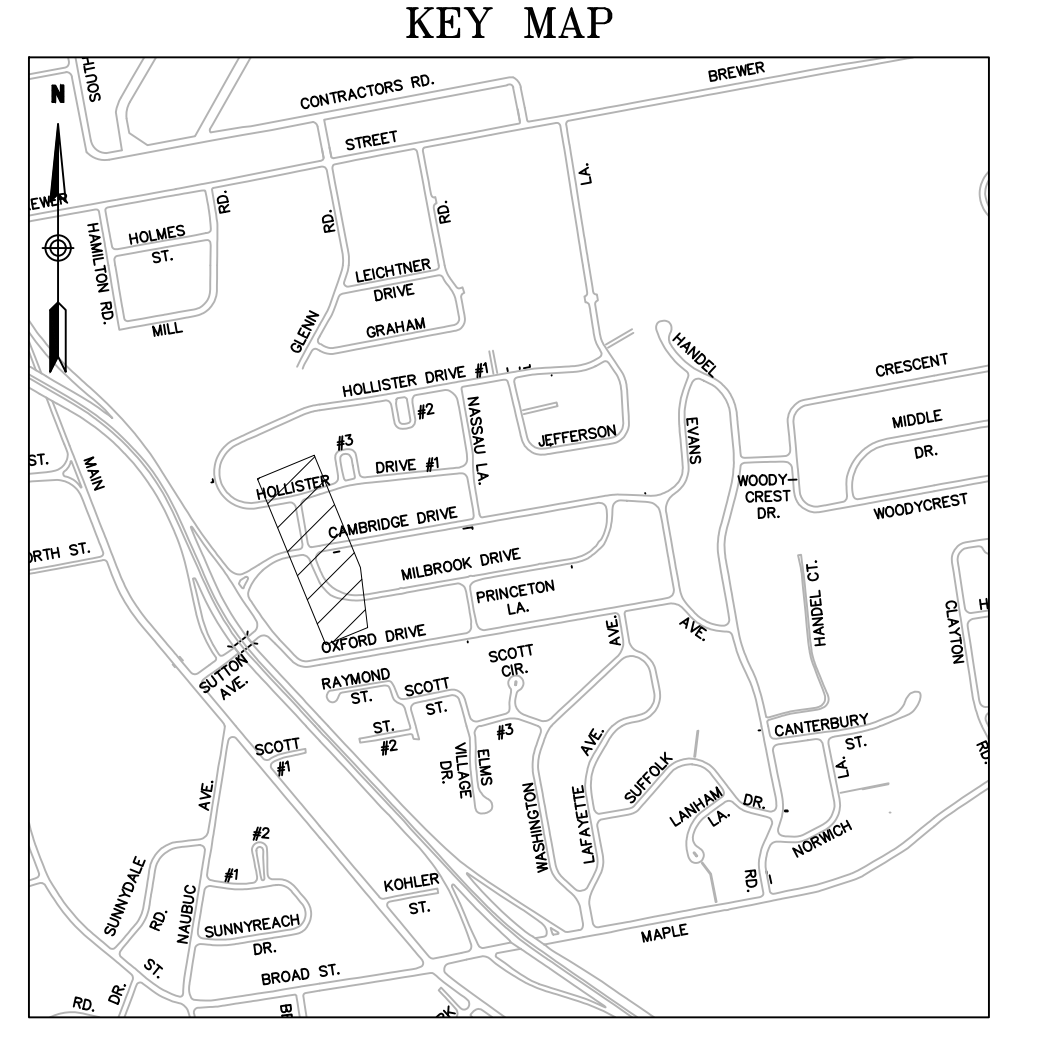 KEY MAP
SOUTH
N
CONTRACTORS RD.
BREWER
STREET
LA.
EWER
RD.
RD.
RD.
HAMILTON RD.
HOLMES
ST.
LEICHTNER
DRIVE
MILL
GLENN
GRAHAM
HANDEL
CRESCENT
HOLLISTER DRIVE #1
#2
NASSAU LA.
JEFFERSON
EVANS
MIDDLE
DR.
#3
DRIVE #1
ST.
MAIN
HOLLISTER
WOODY-
CREST
DR.
WOODYCREST
CAMBRIDGE DRIVE
ORTH ST.
MILBROOK DRIVE
PRINCETON
LA.
HANDEL CT.
CLAYTON
H
OXFORD DRIVE
AVE.
AVE.
SUTTON
AVE.
RAYMOND
ST.
SCOTT
ST.
SCOTT
CIR.
ST.
#2
#3
SCOTT
#1
VILLAGE
DR.
ELMS
AVE.
CANTERBURY
ST.
RD.
LA.
SUFFOLK
AVE.
WASHINGTON
LAFAYETTE
LANHAM
LA.
DR.
NORWICH
#2
#1
SUNNYDALE
RD.
NAUBUC
KOHLER
ST.
RD.
SUNNYREACH
DR.
MAPLE
ST.
BROAD ST.
RD.
DR.
BR
RK